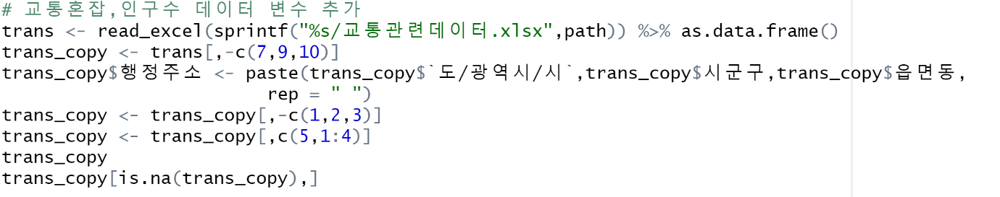 # 교통혼잡,인구수 데이터 변수 추가
trans <- read_excel(sprintf("%s/교통관련데이터.xlsx",path)) %>% as.data.frame()
trans_copy <- trans[,-c(7,9,10)]
trans_copy$행정주소 <- paste(trans_copy$`도/광역시/시`,trans_copy$시군구,trans_copy$읍면동,
rep = " ")
trans_copy <- trans_copy[,-c(1,2,3)]
trans_copy <- trans_copy[,c(5,1:4)]
trans_copy
trans_copy[is.na(trans_copy),]